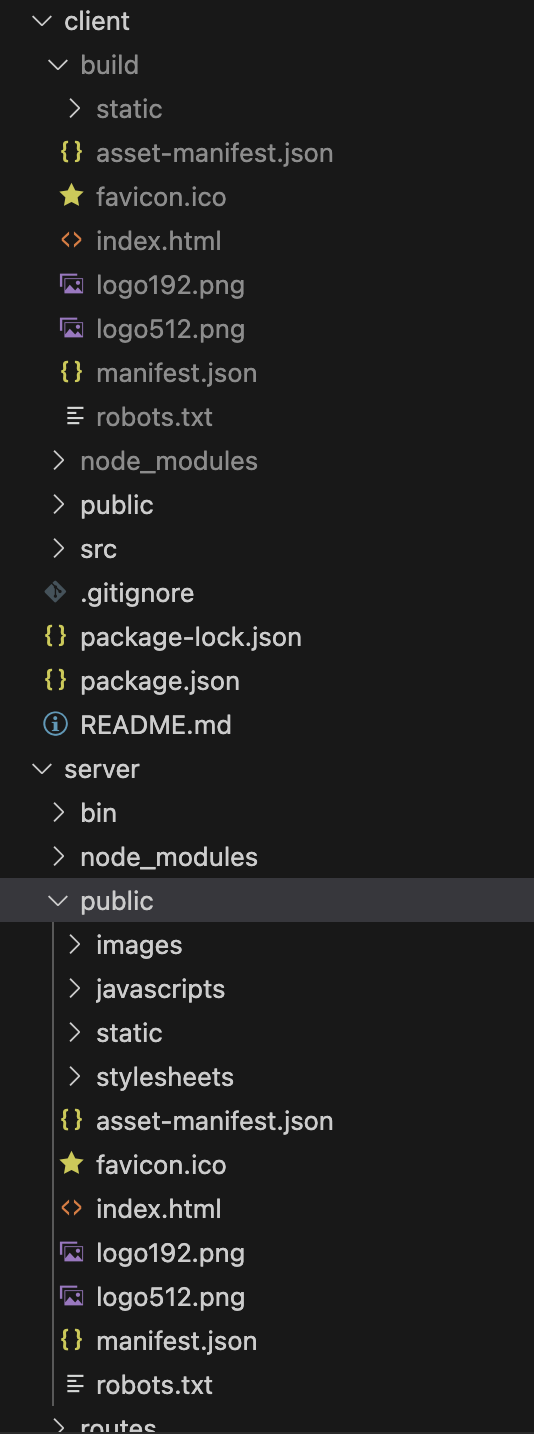 client
build
static
asset-manifest.json
favicon.ico
index.html
logo192.png
logo512.png
manifest.json
robots.txt
node_modules
public
src
.gitignore
package-lock.json
package.json
README.md
server
bin
node_modules
public
images
javascripts
static
stylesheets
asset-manifest.json
favicon.ico
index.html
logo192.png
logo512.png
manifest.json
robots.txt
routes